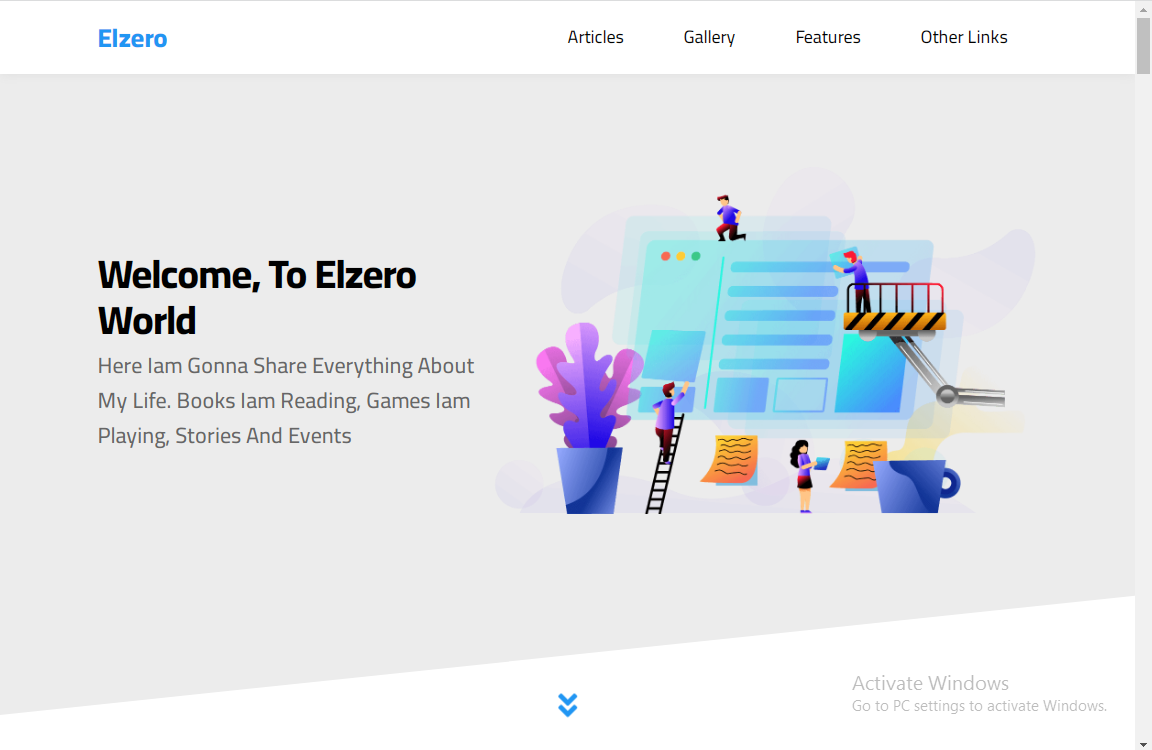 Elzero
Articles
Gallery
Features
Other Links
Welcome, To Elzero
World
Here Iam Gonna Share Everything About
My Life. Books Iam Reading, Games Iam
Playing, Stories And Events
Activate Windows
Go to PC settings to activate Windows.